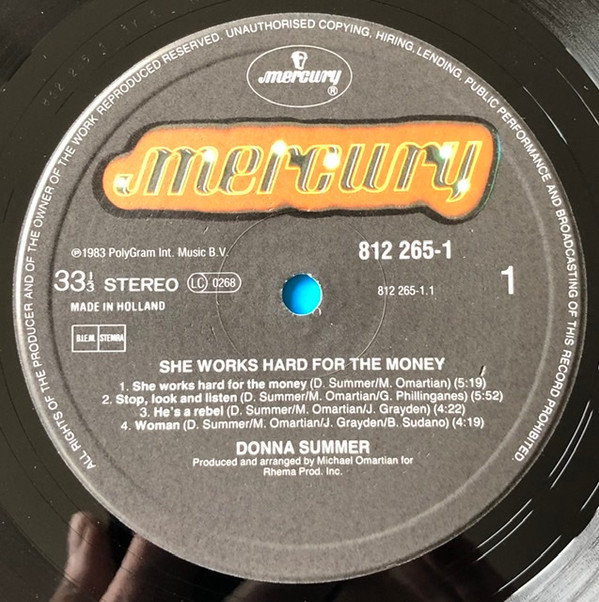 ALL RIGHTS OF THE PRODUCER AND OF THE OWNER OF THE WORK REPRODUCED RESERVED. UNAUTHORISED COPYING, HIRING, LENDING, PUBLIC PERFORMANCE AND BROADCASTING OF THIS RECORD PROHIBITED.
mercury
®
mercury
℗1983 PolyGram Int. Music B.V.
812 265-1
33 1/3 STEREO LC 0268
812 265-1.1
1
MADE IN HOLLAND
B.I.E.M. STEMRA
SHE WORKS HARD FOR THE MONEY
1. She works hard for the money (D. Summer/M. Omartian) (5:19)
2. Stop, look and listen (D. Summer/M. Omartian/G. Phillinganes) (5:52)
3. He's a rebel (D. Summer/M. Omartian/J. Grayden) (4:22)
4. Woman (D. Summer/M. Omartian/J. Grayden/B. Sudano) (4:19)
DONNA SUMMER
Produced and arranged by Michael Omartian for
Rhema Prod. Inc.